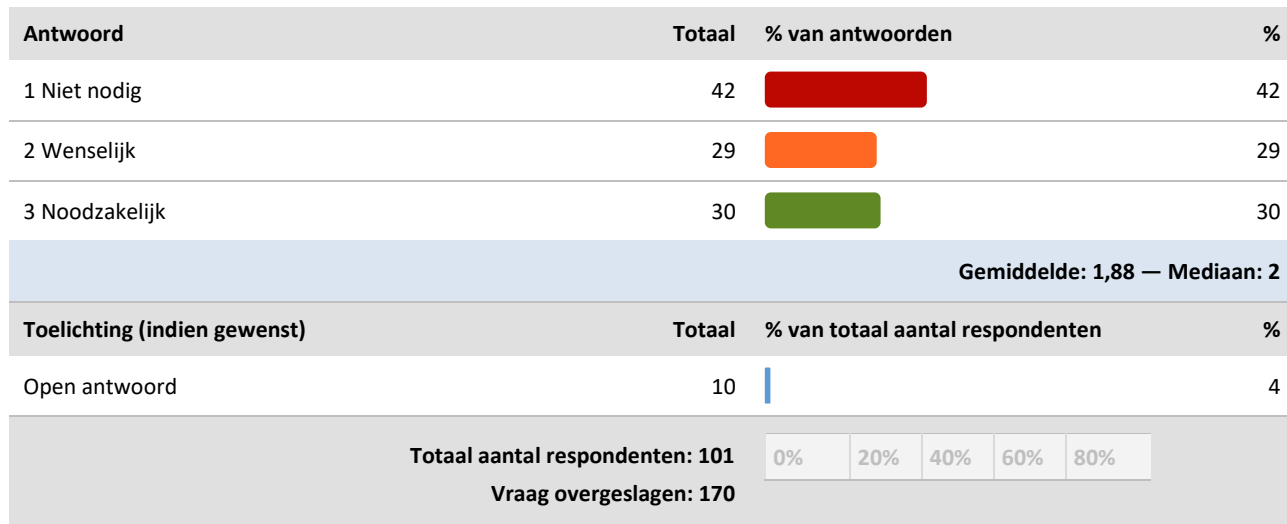 Antwoord Totaal % van antwoorden %
1 Niet nodig 42 42
2 Wenselijk 29 29
3 Noodzakelijk 30 30
Gemiddelde: 1,88 — Mediaan: 2
Toelichting (indien gewenst) Totaal % van totaal aantal respondenten %
Open antwoord 10 4
Totaal aantal respondenten: 101 0% 20% 40% 60% 80%
Vraag overgeslagen: 170